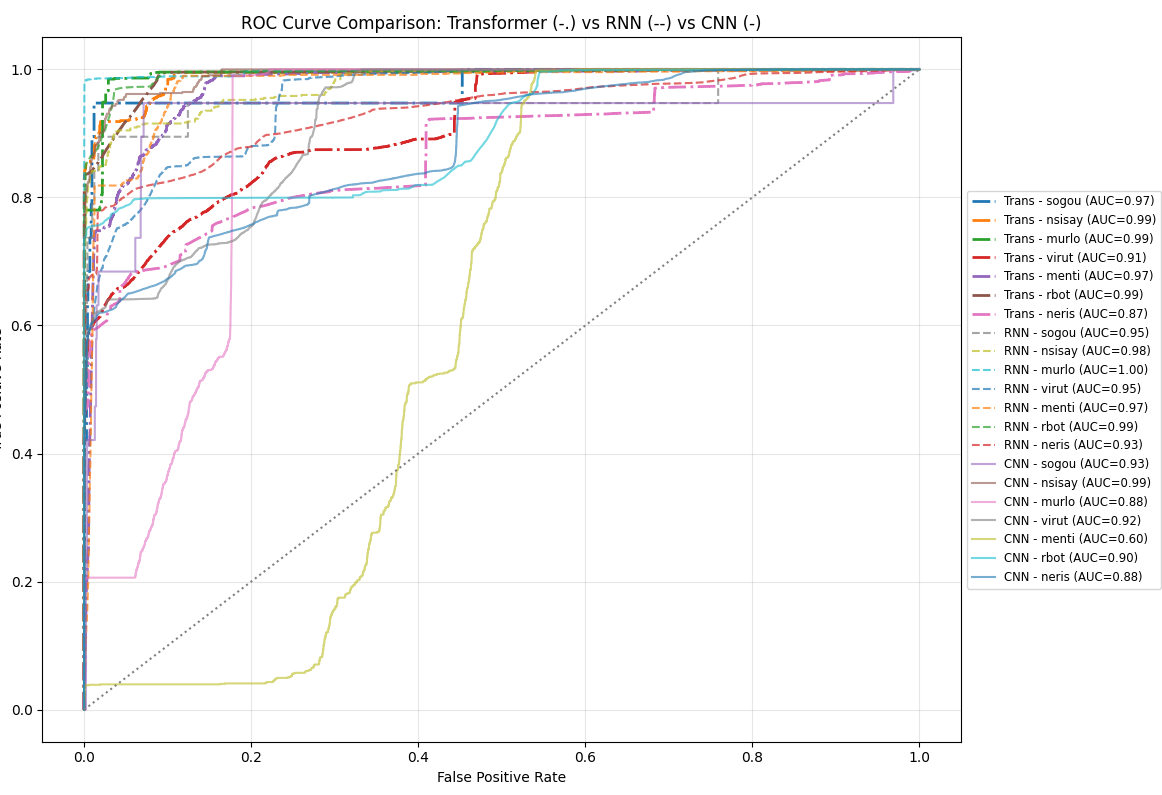 ROC Curve Comparison: Transformer (-.) vs RNN (--) vs CNN (-)
1.0
0.8
0.6
0.4
0.2
0.0
0.0 0.2 0.4 0.6 0.8 1.0
False Positive Rate
Trans - sogou (AUC=0.97)
Trans - nsisay (AUC=0.99)
Trans - murlo (AUC=0.99)
Trans - virut (AUC=0.91)
Trans - menti (AUC=0.97)
Trans - rbot (AUC=0.99)
Trans - neris (AUC=0.87)
RNN - sogou (AUC=0.95)
RNN - nsisay (AUC=0.98)
RNN - murlo (AUC=1.00)
RNN - virut (AUC=0.95)
RNN - menti (AUC=0.97)
RNN - rbot (AUC=0.99)
RNN - neris (AUC=0.93)
CNN - sogou (AUC=0.93)
CNN - nsisay (AUC=0.99)
CNN - murlo (AUC=0.88)
CNN - virut (AUC=0.92)
CNN - menti (AUC=0.60)
CNN - rbot (AUC=0.90)
CNN - neris (AUC=0.88)